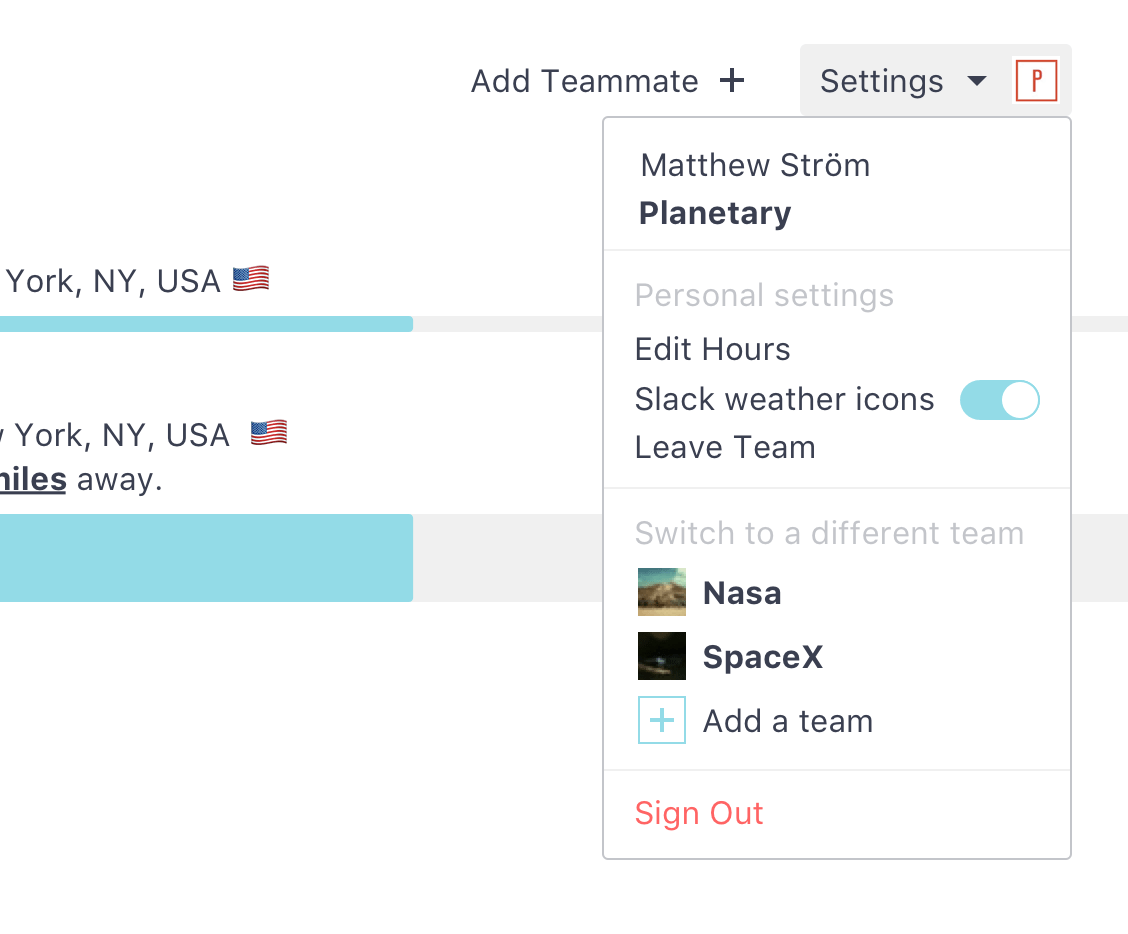 Add Teammate +
Settings
P
Matthew Ström
Planetary
York, NY, USA
Personal settings
Edit Hours
Slack weather icons
York, NY, USA
Leave Team
away.
Switch to a different team
Nasa
SpaceX
Add a team
Sign Out